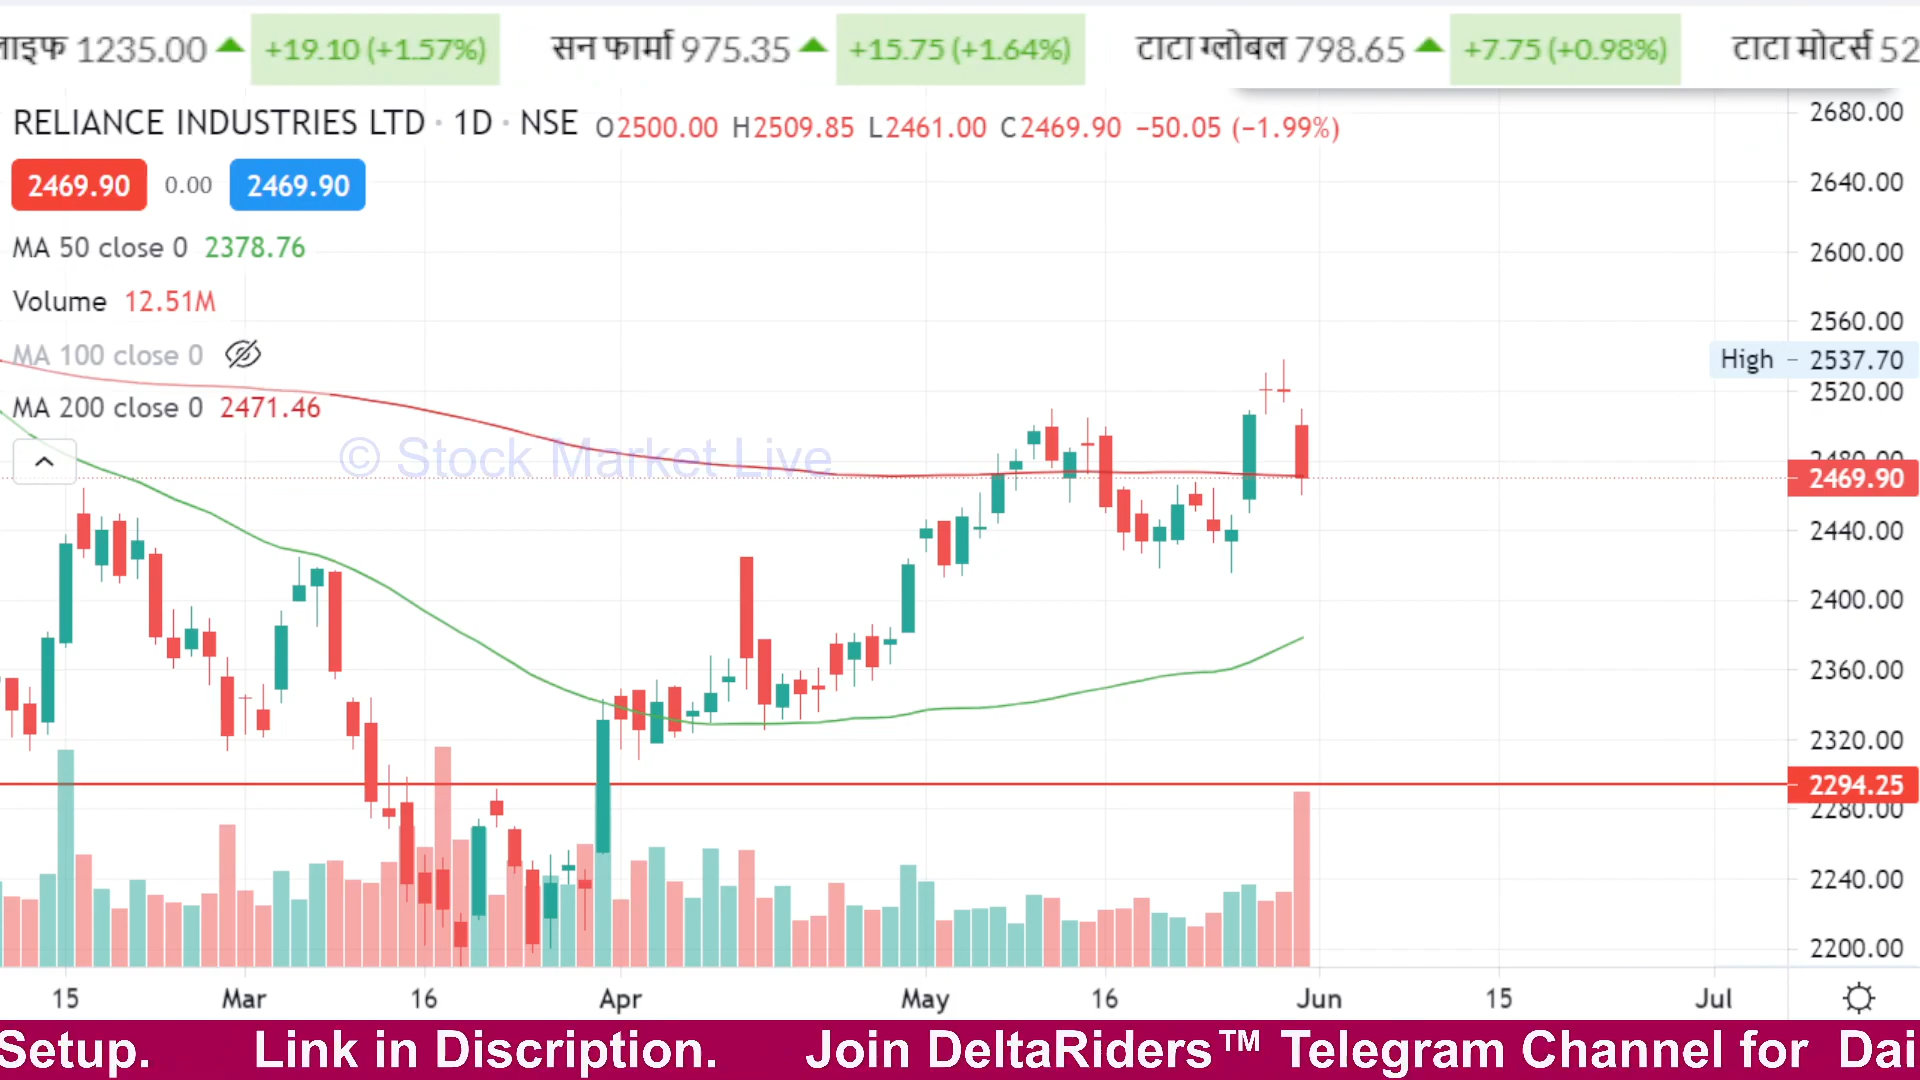 1235.00 ▲ +19.10 (+1.57%) सन फार्मा 975.35 ▲ +15.75 (+1.64%) टाटा ग्लोबल 798.65 ▲ +7.75 (+0.98%) टाटा मोटर्स 52
RELIANCE INDUSTRIES LTD · 1D · NSE O2500.00 H2509.85 L2461.00 C2469.90 −50.05 (−1.99%)
2469.90 0.00 2469.90
MA 50 close 0 2378.76
Volume 12.51M
MA 100 close 0
MA 200 close 0 2471.46
© Stock Market Live
2680.00
2640.00
2600.00
2560.00
High 2537.70
2520.00
2480.00
2469.90
2440.00
2400.00
2360.00
2320.00
2294.25
2280.00
2240.00
2200.00
15 Mar 16 Apr May 16 Jun 15 Jul
Setup. Link in Discription. Join DeltaRiders™ Telegram Channel for Dai